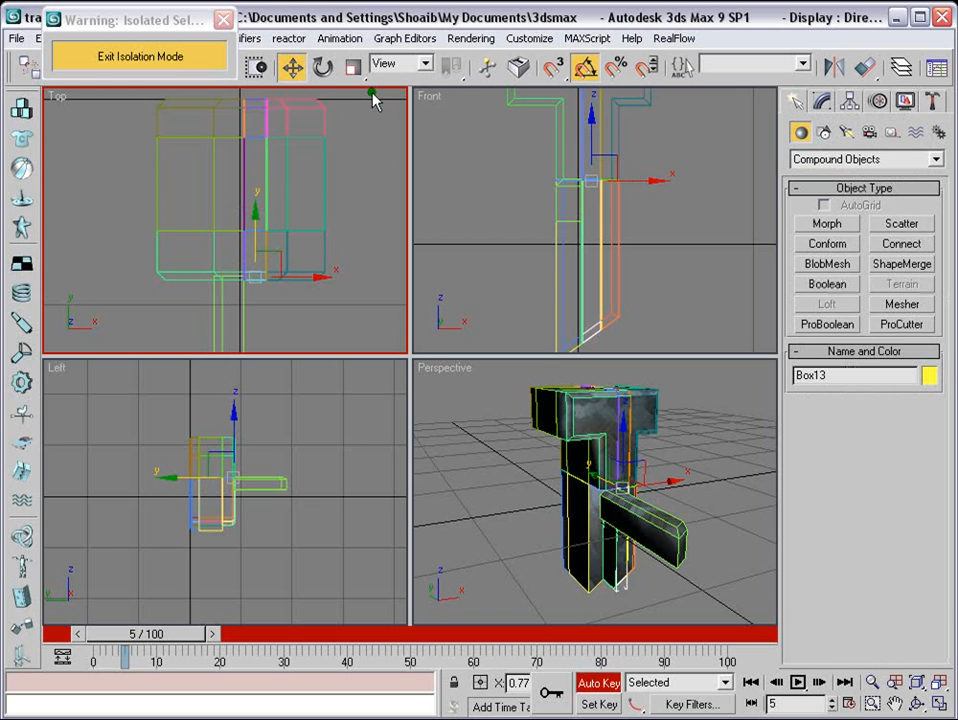 tra
Warning: Isolated Sel...
C:\Documents and Settings\Shoaib\My Documents\3dsmax - Autodesk 3ds Max 9 SP1 - Display : Dire...
File
E
ifiers reactor Animation Graph Editors Rendering Customize MAXScript Help RealFlow
Exit Isolation Mode
View
Top
y
x
y
z x
Front
z
x
z
y x
Left
z
y
z
y x
Perspective
z
y
x
z
y x
Compound Objects
- Object Type
AutoGrid
Morph Scatter
Conform Connect
BlobMesh ShapeMerge
Boolean Terrain
Loft Mesher
ProBoolean ProCutter
- Name and Color
Box13
< 5 / 100 >
0 10 20 30 40 50 60 70 80 90 100
X: 0.77
Auto Key Selected
Add Time Ta
Set Key Key Filters... 5